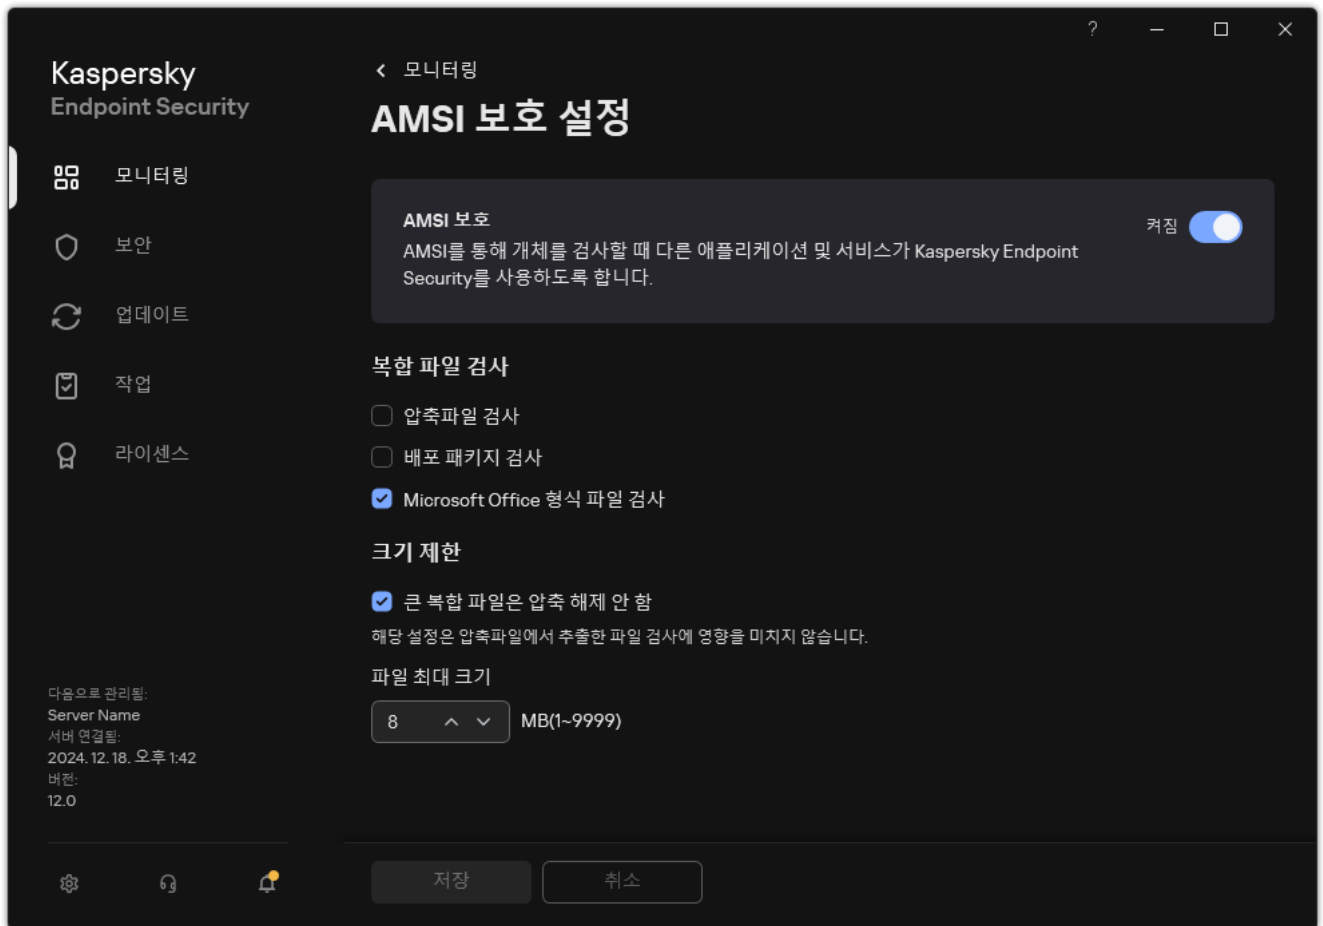 ?
Kaspersky
Endpoint Security
모니터링
보안
업데이트
작업
라이센스
다음으로 관리됨:
Server Name
서버 연결됨:
2024. 12. 18. 오후 1:42
버전:
12.0
모니터링
AMSI 보호 설정
AMSI 보호
켜짐
AMSI를 통해 개체를 검사할 때 다른 애플리케이션 및 서비스가 Kaspersky Endpoint
Security를 사용하도록 합니다.
복합 파일 검사
압축파일 검사
배포 패키지 검사
Microsoft Office 형식 파일 검사
크기 제한
큰 복합 파일은 압축 해제 안 함
해당 설정은 압축파일에서 추출한 파일 검사에 영향을 미치지 않습니다.
파일 최대 크기
8 MB(1~9999)
저장
취소